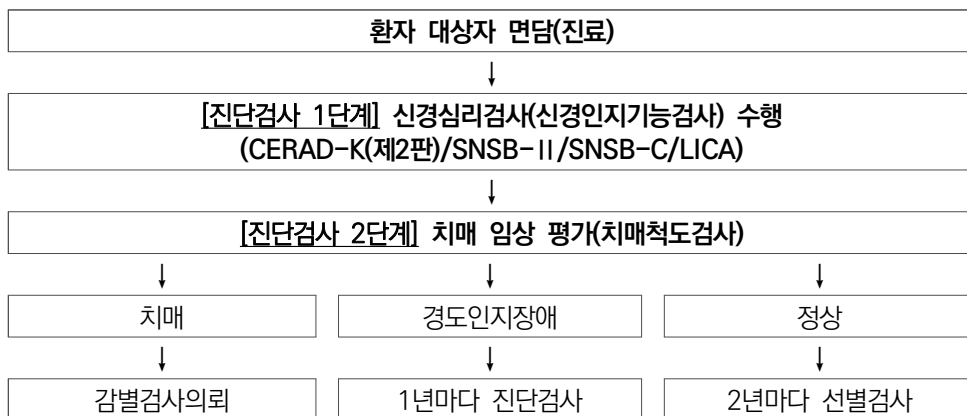 환자 대상자 면담(진료)
↓
[진단검사 1단계] 신경심리검사(신경인지기능검사) 수행
(CERAD-K(제2판)/SNSB-Ⅱ/SNSB-C/LICA)
↓
[진단검사 2단계] 치매 임상 평가(치매척도검사)
↓ ↓ ↓
치매 경도인지장애 정상
↓ ↓ ↓
감별검사의뢰 1년마다 진단검사 2년마다 선별검사